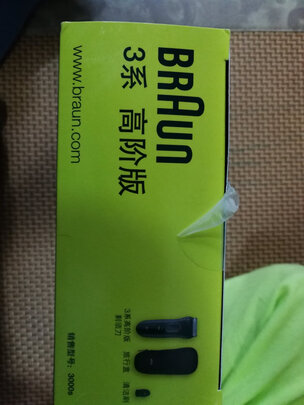 BRAUN
3系 高阶版
www.braun.com
3系高阶版
剃须刀
旅行盒
清洁刷
销售型号：3000s